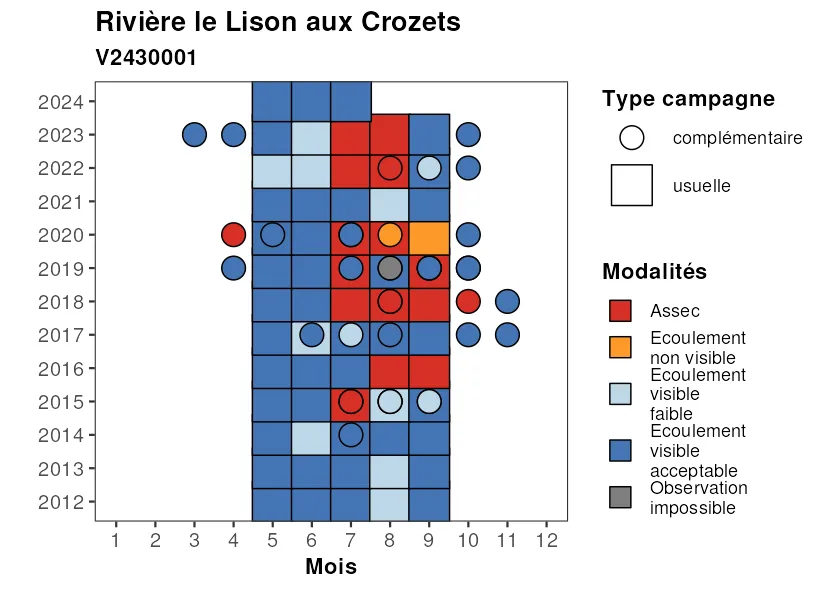 Rivière le Lison aux Crozets
V2430001
2024
2023
2022
2021
2020
2019
2018
2017
2016
2015
2014
2013
2012
1 2 3 4 5 6 7 8 9 10 11 12
Mois
Type campagne
complémentaire
usuelle
Modalités
Assec
Ecoulement
non visible
Ecoulement
visible
faible
Ecoulement
visible
acceptable
Observation
impossible